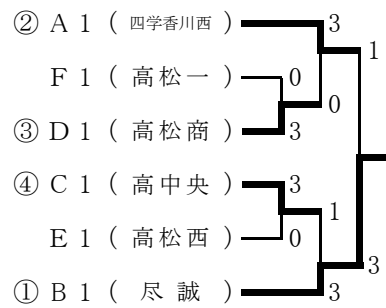 ② A 1 ( 四学香川西 ) 3
1
F 1 ( 高松一 ) 0
0
③ D 1 ( 高松商 ) 3
④ C 1 ( 高中央 ) 3
1
E 1 ( 高松西 ) 0
3
① B 1 ( 尽誠 ) 3